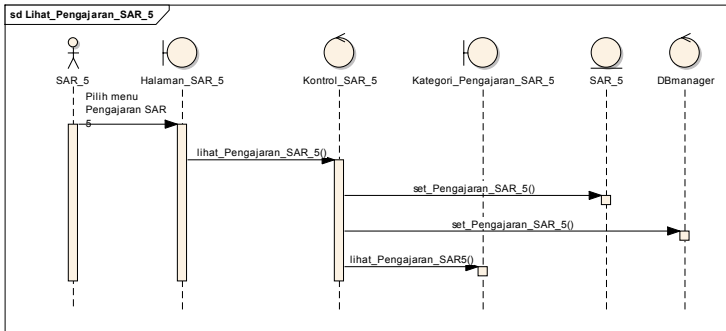 sd Lihat_Pengajaran_SAR_5
SAR_5
Halaman_SAR_5
Kontrol_SAR_5
Kategori_Pengajaran_SAR_5
SAR_5
DBmanager
Pilih menu
Pengajaran SAR
5
lihat_Pengajaran_SAR_5()
set_Pengajaran_SAR_5()
set_Pengajaran_SAR_5()
lihat_Pengajaran_SAR5()